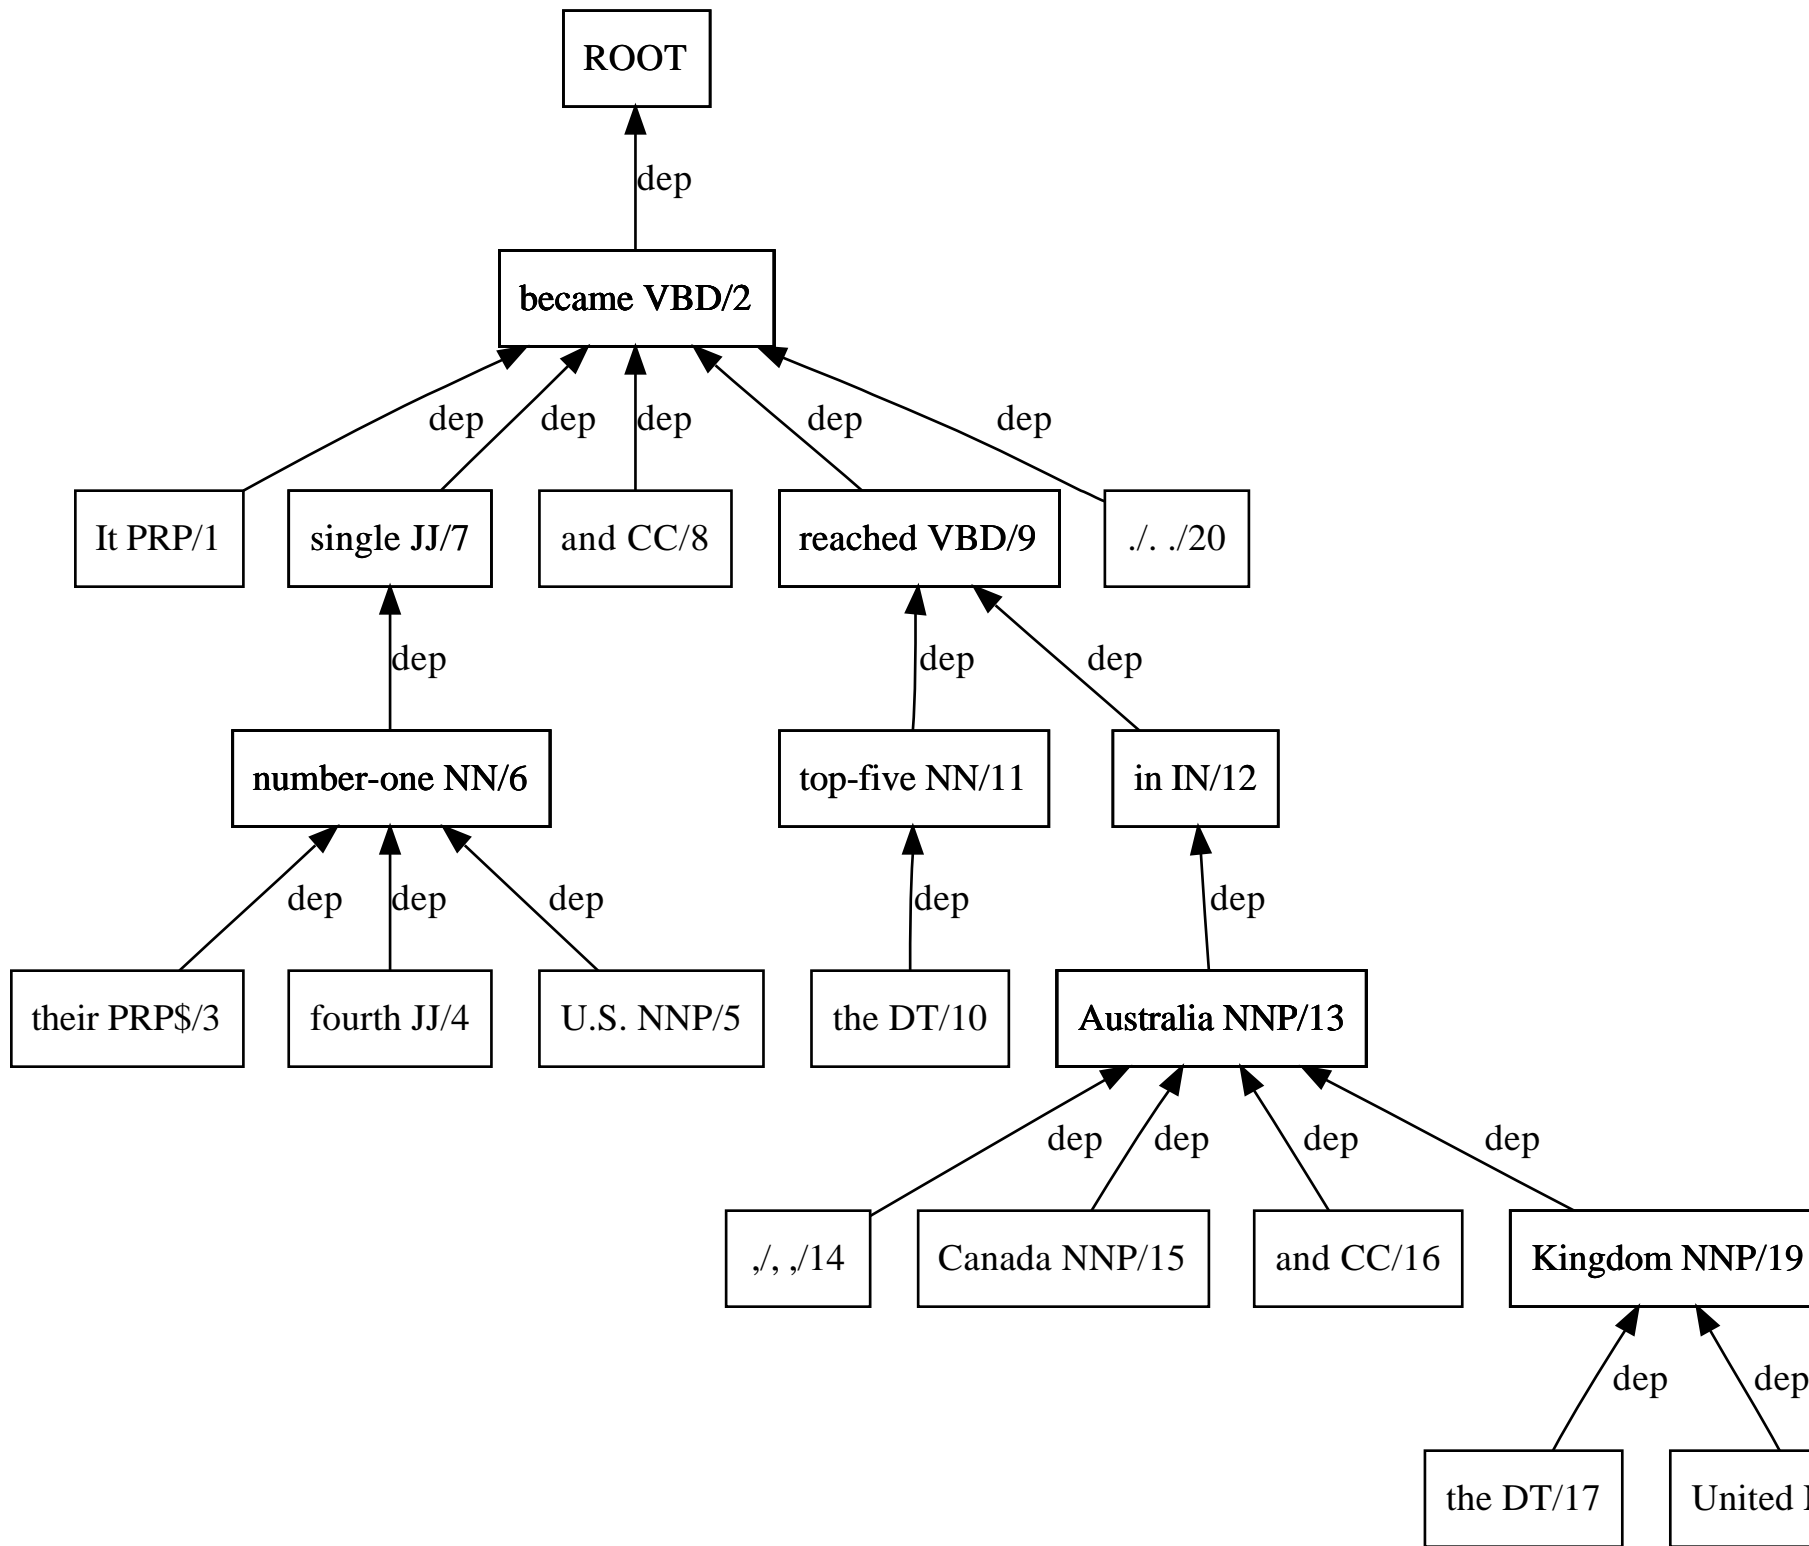 ROOT
dep
became VBD/2
dep dep dep dep dep
It PRP/1 single JJ/7 and CC/8 reached VBD/9 ./. ./20
dep dep dep
number-one NN/6 top-five NN/11 in IN/12
dep dep dep dep dep
their PRP$/3 fourth JJ/4 U.S. NNP/5 the DT/10 Australia NNP/13
dep dep dep dep
,/, ,/14 Canada NNP/15 and CC/16 Kingdom NNP/19
dep dep
the DT/17 United